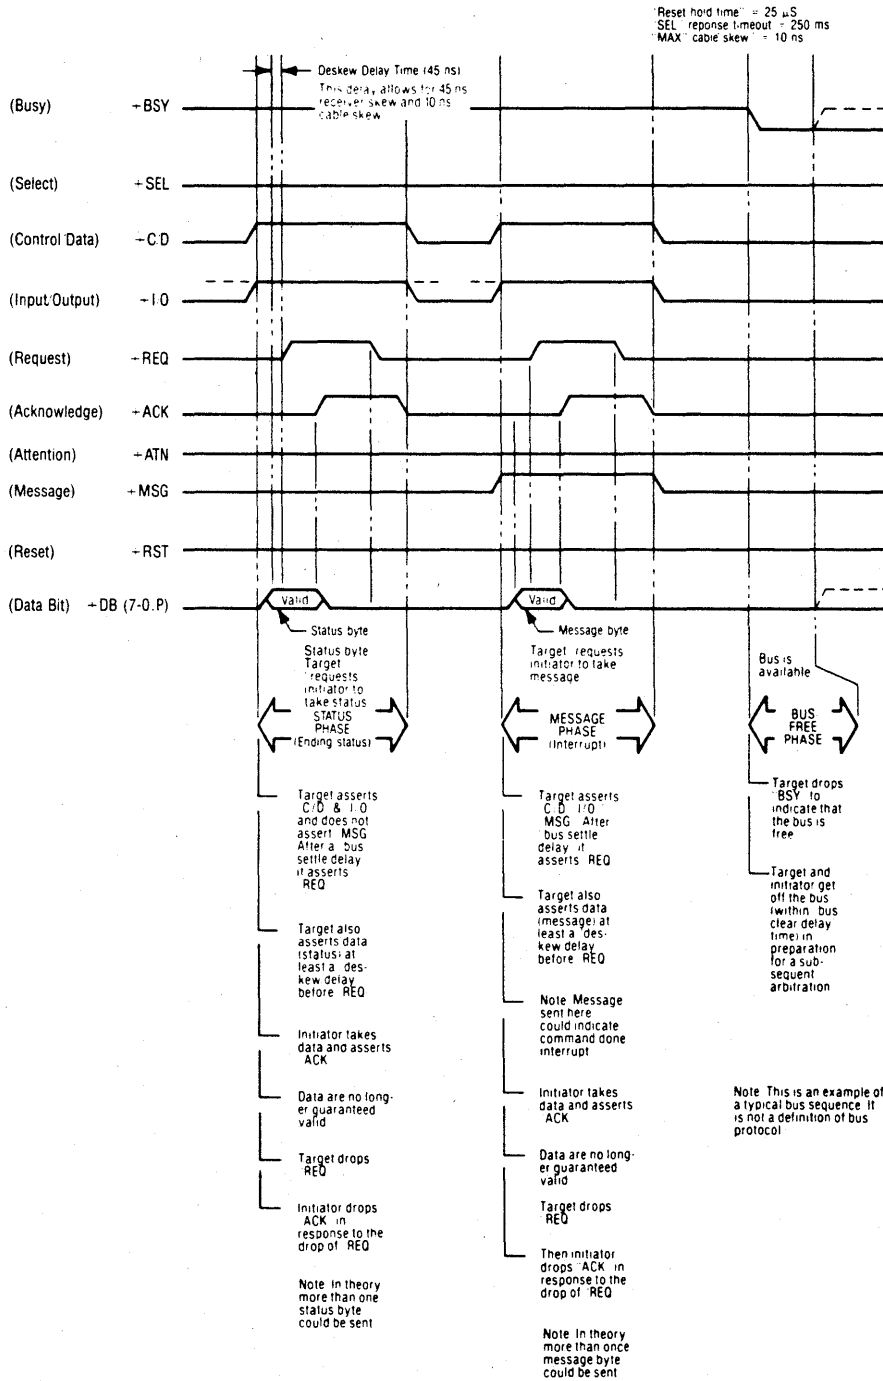 "Reset hold time" = 25 µS
"SEL" reponse timeout = 250 ms
"MAX" cable skew" = 10 ns
Deskew Delay Time (45 ns)
This delay allows for 45 ns
receiver skew and 10 ns
cable skew
(Busy) +BSY
(Select) +SEL
(Control/Data) +C/D
(Input/Output) +I/O
(Request) +REQ
(Acknowledge) +ACK
(Attention) +ATN
(Message) +MSG
(Reset) +RST
(Data Bit) +DB (7-0.P)
Valid
Status byte
Status byte
Target
requests
initiator to
take status
STATUS
PHASE
(Ending status)
Valid
Message byte
Target requests
initiator to take
message
MESSAGE
PHASE
(Interrupt)
Bus is
available
BUS
FREE
PHASE
Target asserts
C/D & I/O
and does not
assert MSG
After a bus
settle delay
it asserts
REQ
Target also
asserts data
(status) at
least a des-
kew delay
before REQ
Initiator takes
data and asserts
ACK
Data are no long-
er guaranteed
valid
Target drops
REQ
Initiator drops
ACK in
response to the
drop of REQ
Note In theory
more than one
status byte
could be sent
Target asserts
C/D I/O
MSG After
bus settle
delay it
asserts REQ
Target also
asserts data
(message) at
least a des-
kew delay
before REQ
Note Message
sent here
could indicate
command done
interrupt
Initiator takes
data and asserts
ACK
Data are no long-
er guaranteed
valid
Target drops
REQ
Then initiator
drops ACK in
response to the
drop of REQ
Note In theory
more than once
message byte
could be sent
Target drops
BSY to
indicate that
the bus is
free
Target and
initiator get
off the bus
(within bus
clear delay
time) in
preparation
for a sub-
sequent
arbitration
Note This is an example of
a typical bus sequence It
is not a definition of bus
protocol